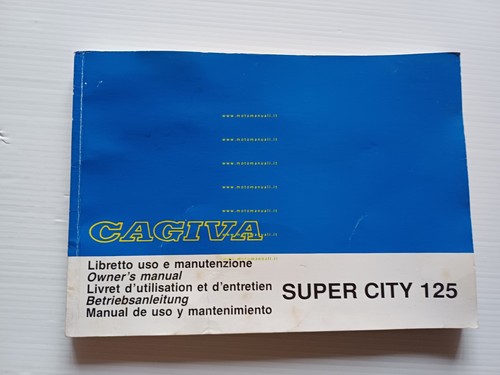 www.motomanuali.it
www.motomanuali.it
www.motomanuali.it
www.motomanuali.it
www.motomanuali.it
www.motomanuali.it
CAGIVA
www.motomanuali.it
Libretto uso e manutenzione
Owner's manual
Livret d'utilisation et d'entretien
Betriebsanleitung
Manual de uso y mantenimiento
SUPER CITY 125